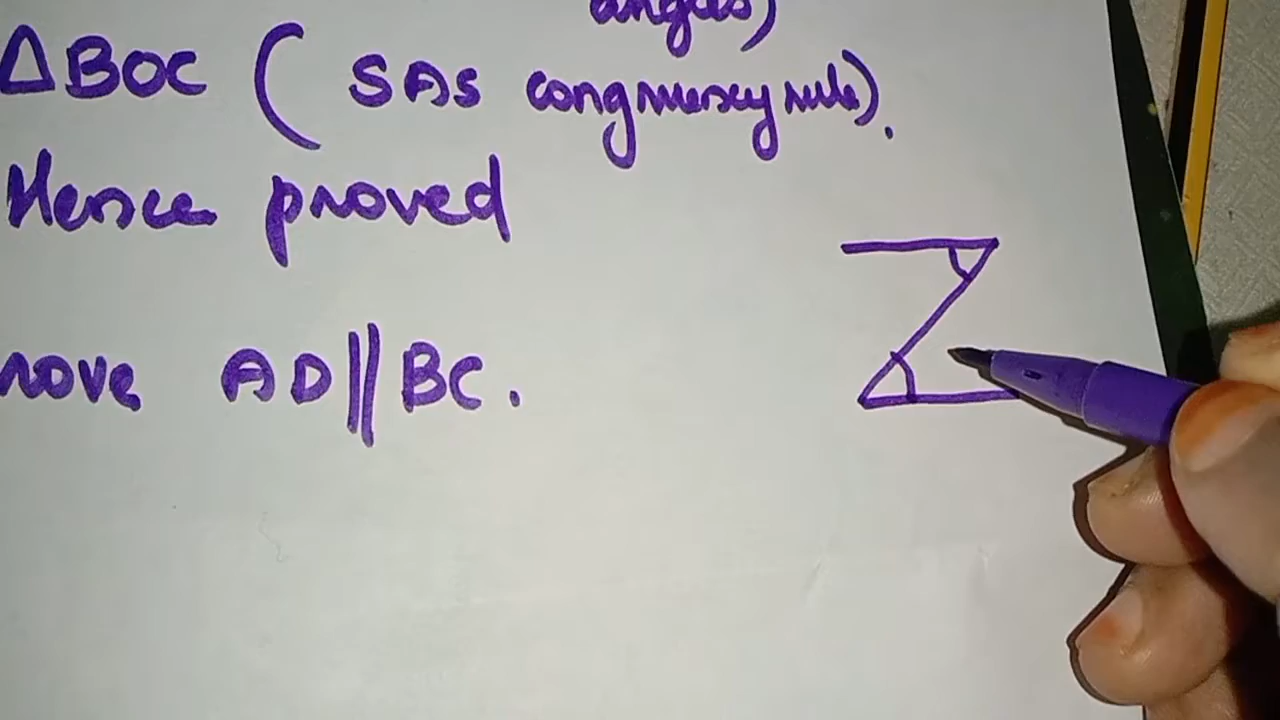 angles)
ΔBOC ( SAS congruency rule).
Hence proved
rove AD||BC.